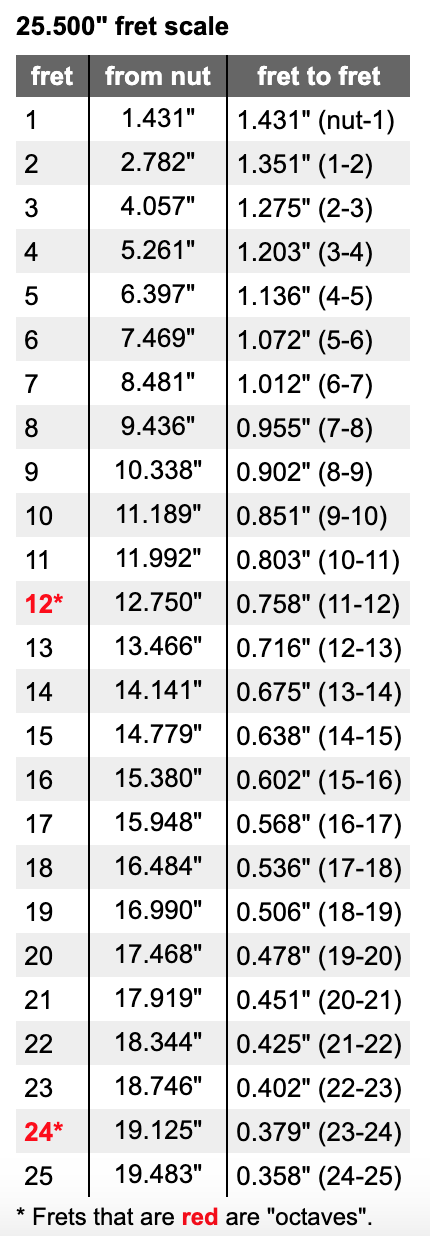 25.500" fret scale
fret from nut fret to fret
1 1.431" 1.431" (nut-1)
2 2.782" 1.351" (1-2)
3 4.057" 1.275" (2-3)
4 5.261" 1.203" (3-4)
5 6.397" 1.136" (4-5)
6 7.469" 1.072" (5-6)
7 8.481" 1.012" (6-7)
8 9.436" 0.955" (7-8)
9 10.338" 0.902" (8-9)
10 11.189" 0.851" (9-10)
11 11.992" 0.803" (10-11)
12* 12.750" 0.758" (11-12)
13 13.466" 0.716" (12-13)
14 14.141" 0.675" (13-14)
15 14.779" 0.638" (14-15)
16 15.380" 0.602" (15-16)
17 15.948" 0.568" (16-17)
18 16.484" 0.536" (17-18)
19 16.990" 0.506" (18-19)
20 17.468" 0.478" (19-20)
21 17.919" 0.451" (20-21)
22 18.344" 0.425" (21-22)
23 18.746" 0.402" (22-23)
24* 19.125" 0.379" (23-24)
25 19.483" 0.358" (24-25)
* Frets that are red are "octaves".